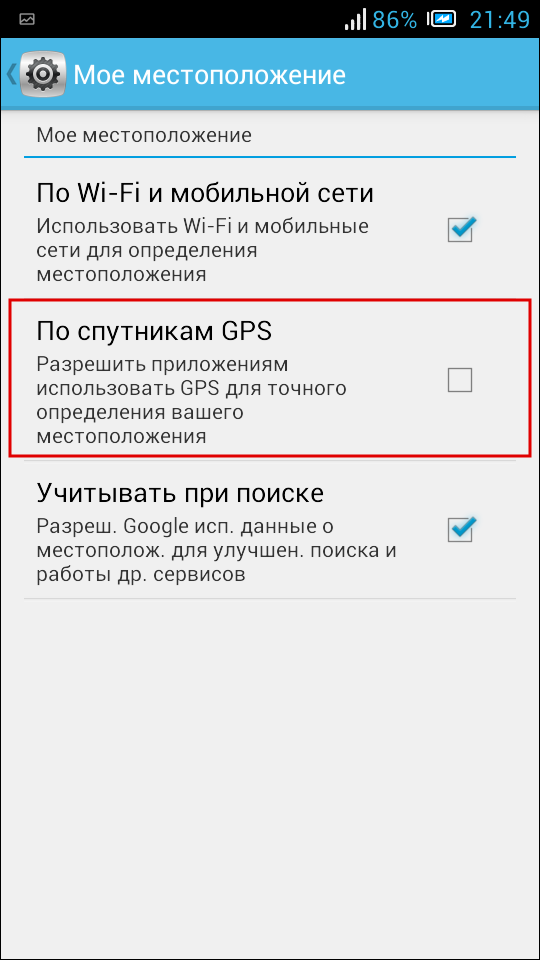 86% 21:49
Мое местоположение
Мое местоположение
По Wi-Fi и мобильной сети
Использовать Wi-Fi и мобильные
сети для определения
местоположения
По спутникам GPS
Разрешить приложениям
использовать GPS для точного
определения вашего
местоположения
Учитывать при поиске
Разреш. Google исп. данные о
местополож. для улучшен. поиска и
работы др. сервисов